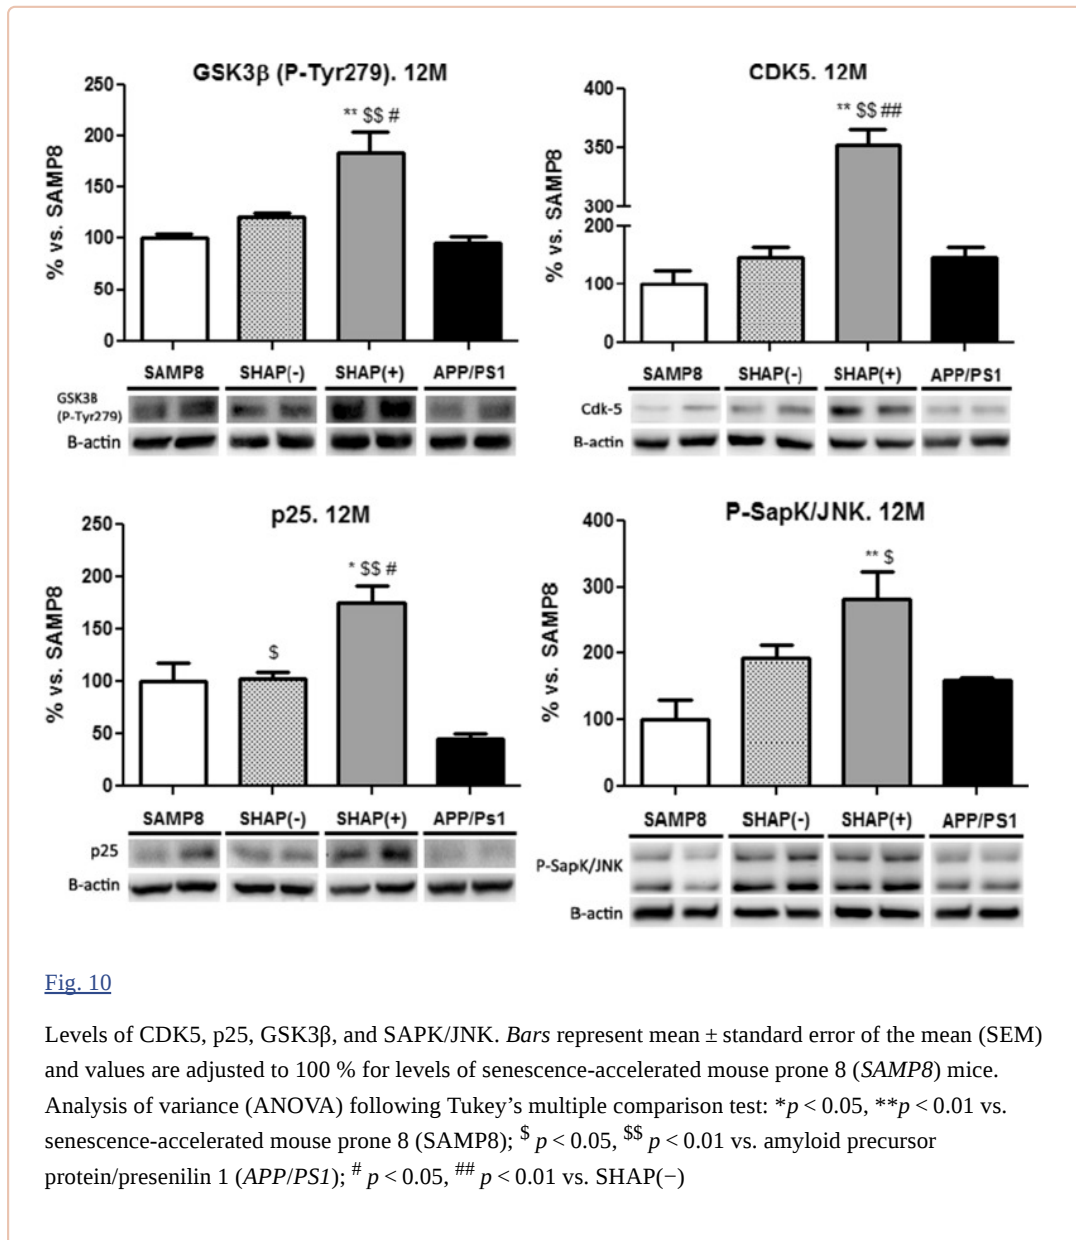 GSK3β (P-Tyr279). 12M
250
200
150
100
50
0
% vs. SAMP8
** $$ #
SAMP8 SHAP(-) SHAP(+) APP/PS1
GSK3B
(P-Tyr279)
B-actin
CDK5. 12M
400
350
300
200
100
0
% vs. SAMP8
** $$ ##
SAMP8 SHAP(-) SHAP(+) APP/PS1
Cdk-5
B-actin
p25. 12M
250
200
150
100
50
0
% vs. SAMP8
$
* $$ #
SAMP8 SHAP(-) SHAP(+) APP/Ps1
p25
B-actin
P-SapK/JNK. 12M
400
300
200
100
0
% vs. SAMP8
** $
SAMP8 SHAP(-) SHAP(+) APP/PS1
P-SapK/JNK
B-actin
Fig. 10
Levels of CDK5, p25, GSK3β, and SAPK/JNK. Bars represent mean ± standard error of the mean (SEM)
and values are adjusted to 100 % for levels of senescence-accelerated mouse prone 8 (SAMP8) mice.
Analysis of variance (ANOVA) following Tukey’s multiple comparison test: *p < 0.05, **p < 0.01 vs.
senescence-accelerated mouse prone 8 (SAMP8); $ p < 0.05, $$ p < 0.01 vs. amyloid precursor
protein/presenilin 1 (APP/PS1); # p < 0.05, ## p < 0.01 vs. SHAP(−)